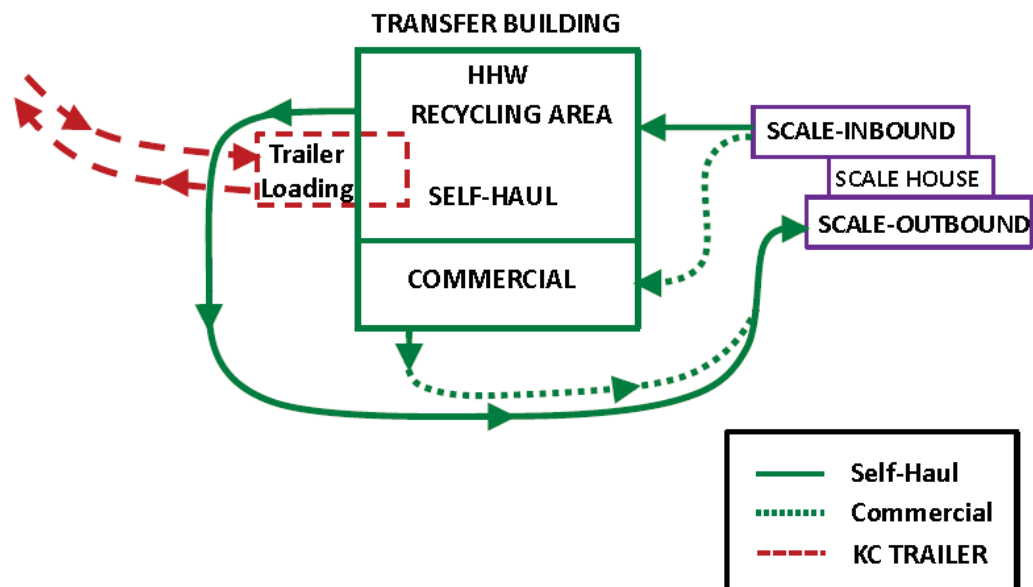 TRANSFER BUILDING
HHW
RECYCLING AREA
SCALE-INBOUND
Trailer
Loading
SCALE HOUSE
SELF-HAUL
SCALE-OUTBOUND
COMMERCIAL
Self-Haul
Commercial
KC TRAILER